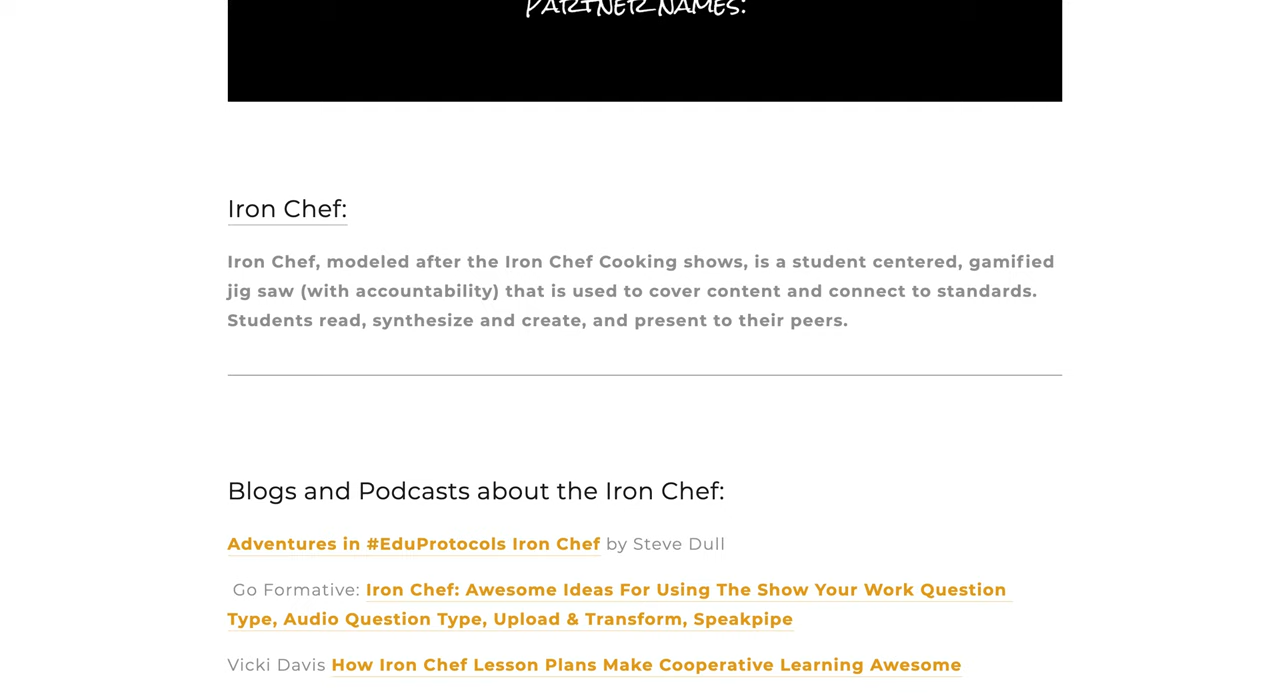 PARTNER NAMES:
Iron Chef:
Iron Chef, modeled after the Iron Chef Cooking shows, is a student centered, gamified
jig saw (with accountability) that is used to cover content and connect to standards.
Students read, synthesize and create, and present to their peers.
Blogs and Podcasts about the Iron Chef:
Adventures in #EduProtocols Iron Chef by Steve Dull
Go Formative: Iron Chef: Awesome Ideas For Using The Show Your Work Question
Type, Audio Question Type, Upload & Transform, Speakpipe
Vicki Davis How Iron Chef Lesson Plans Make Cooperative Learning Awesome